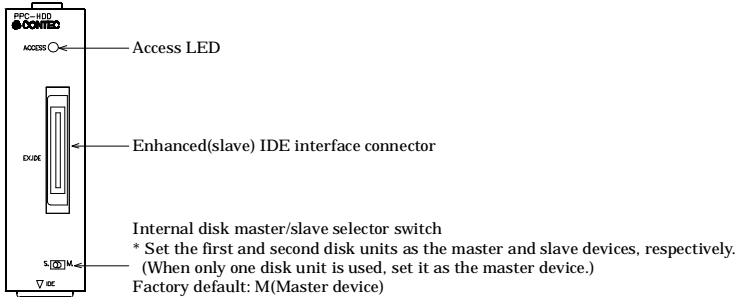 PPC-HDD
CONTEC
ACCESS
Access LED
EX.IDE
Enhanced(slave) IDE interface connector
Internal disk master/slave selector switch
* Set the first and second disk units as the master and slave devices, respectively.
(When only one disk unit is used, set it as the master device.)
S. M.
Factory default: M(Master device)
IDE